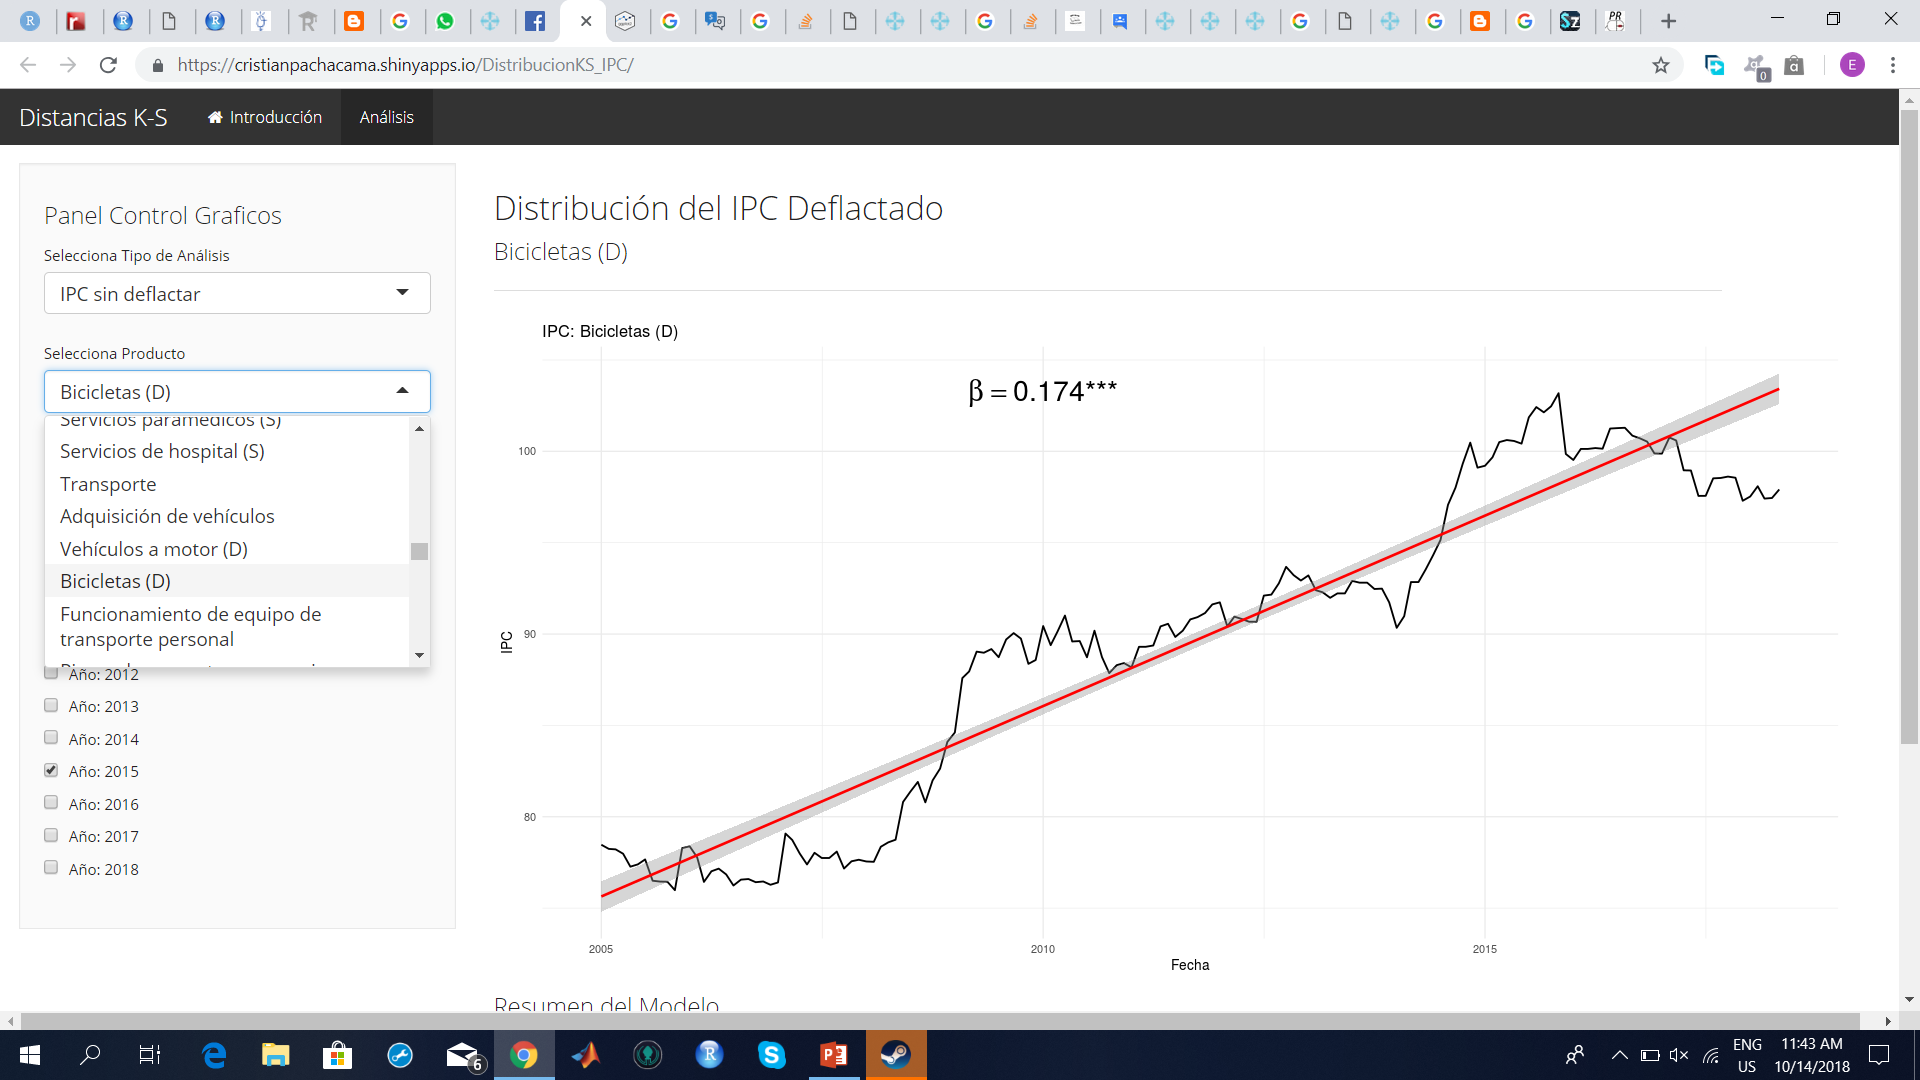 https://cristianpachacama.shinyapps.io/DistribucionKS_IPC/
0
E
Distancias K-S
Introducción
Análisis
Panel Control Graficos
Selecciona Tipo de Análisis
IPC sin deflactar
Selecciona Producto
Bicicletas (D)
Servicios paramédicos (S)
Servicios de hospital (S)
Transporte
Adquisición de vehículos
Vehículos a motor (D)
Bicicletas (D)
Funcionamiento de equipo de
transporte personal
Año: 2012
Año: 2013
Año: 2014
Año: 2015
Año: 2016
Año: 2017
Año: 2018
Distribución del IPC Deflactado
Bicicletas (D)
IPC: Bicicletas (D)
β = 0.174***
100
90
80
IPC
2005
2010
2015
Fecha
Resumen del Modelo
6
ENG
US
11:43 AM
10/14/2018